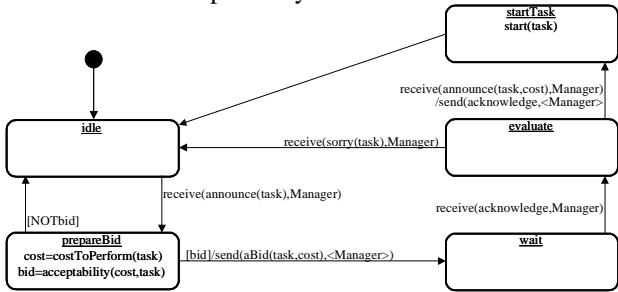 startTask
start(task)
receive(announce(task,cost),Manager)
/send(acknowledge,<Manager>
idle
evaluate
receive(sorry(task),Manager)
receive(announce(task),Manager)
receive(acknowledge,Manager)
[NOTbid]
prepareBid
cost=costToPerform(task)
bid=acceptability(cost,task)
[bid]/send(aBid(task,cost),<Manager>)
wait